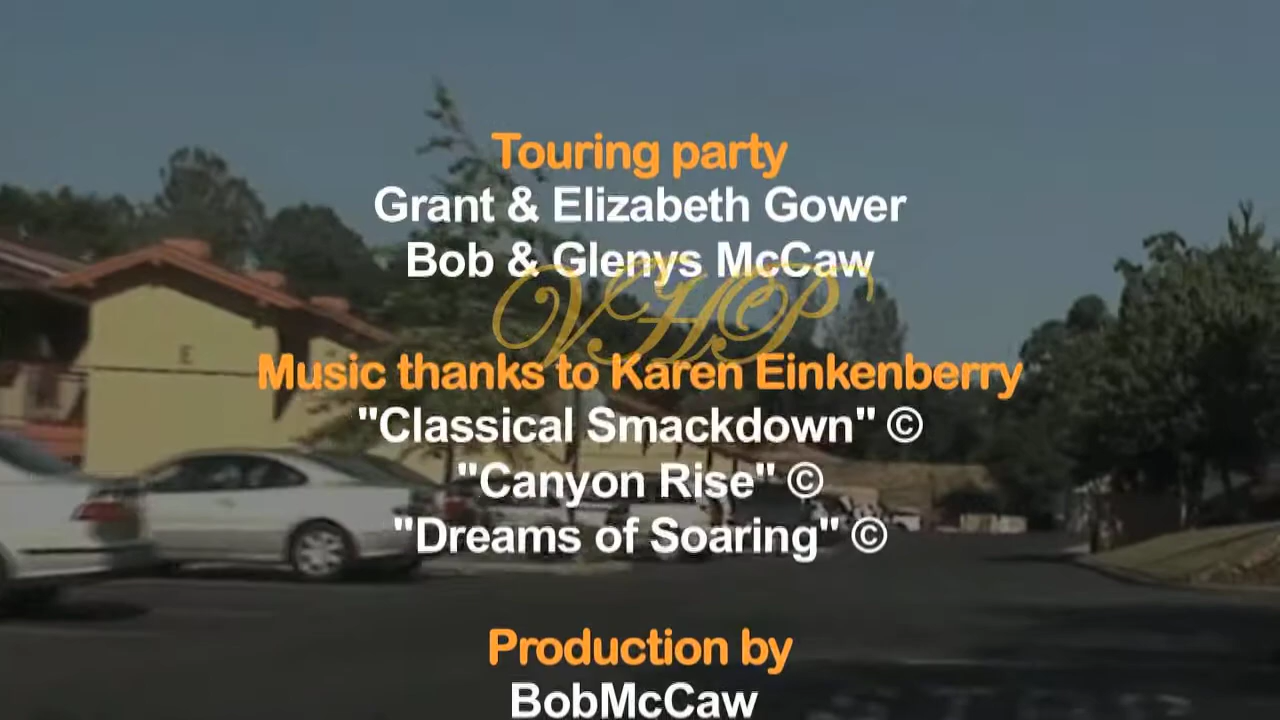 Touring party
Grant & Elizabeth Gower
Bob & Glenys McCaw
VHP
E
Music thanks to Karen Einkenberry
"Classical Smackdown" ©
"Canyon Rise" ©
"Dreams of Soaring" ©
Production by
BobMcCaw